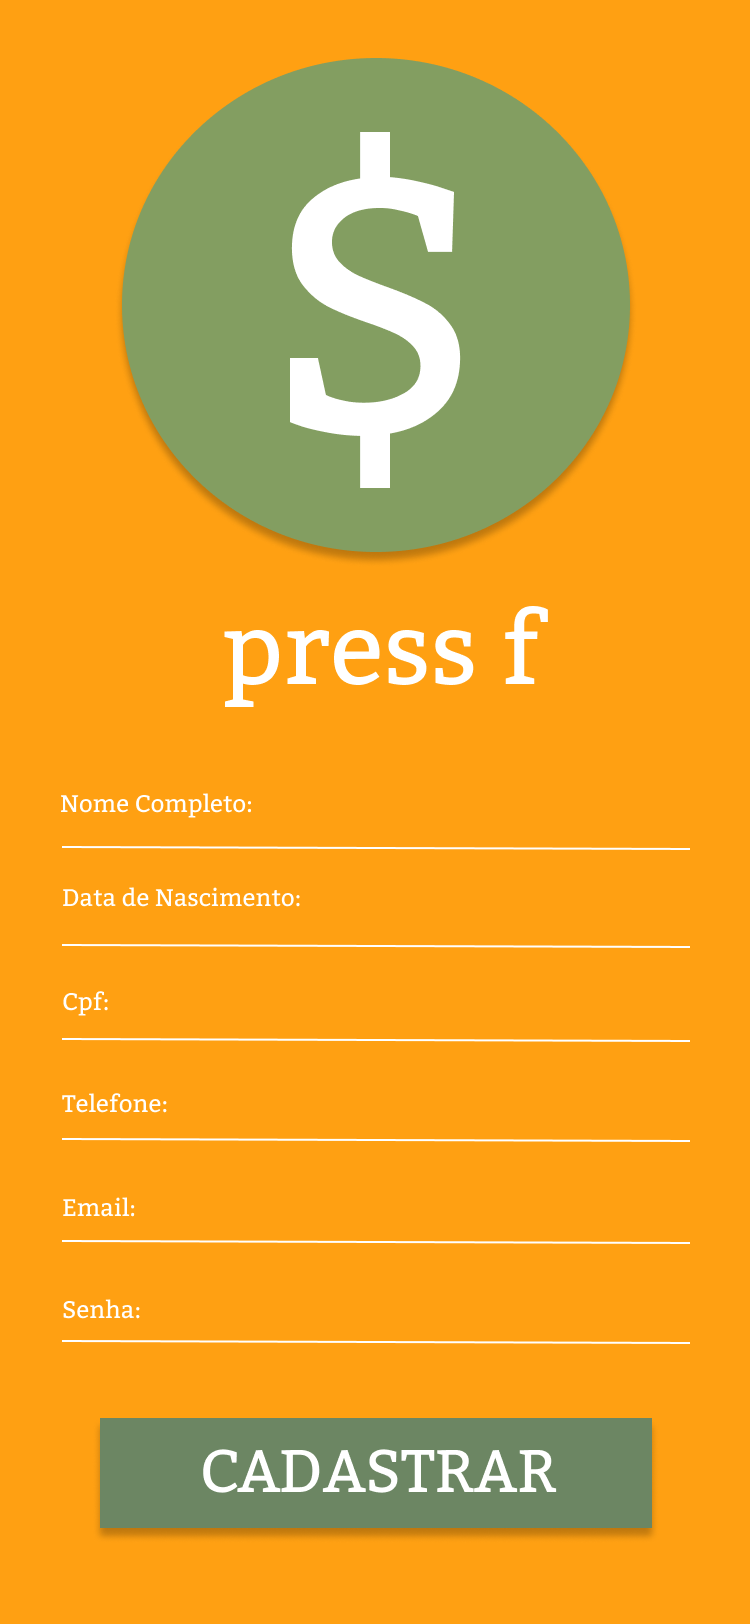 $
press f
Nome Completo:
Data de Nascimento:
Cpf:
Telefone:
Email:
Senha:
CADASTRAR